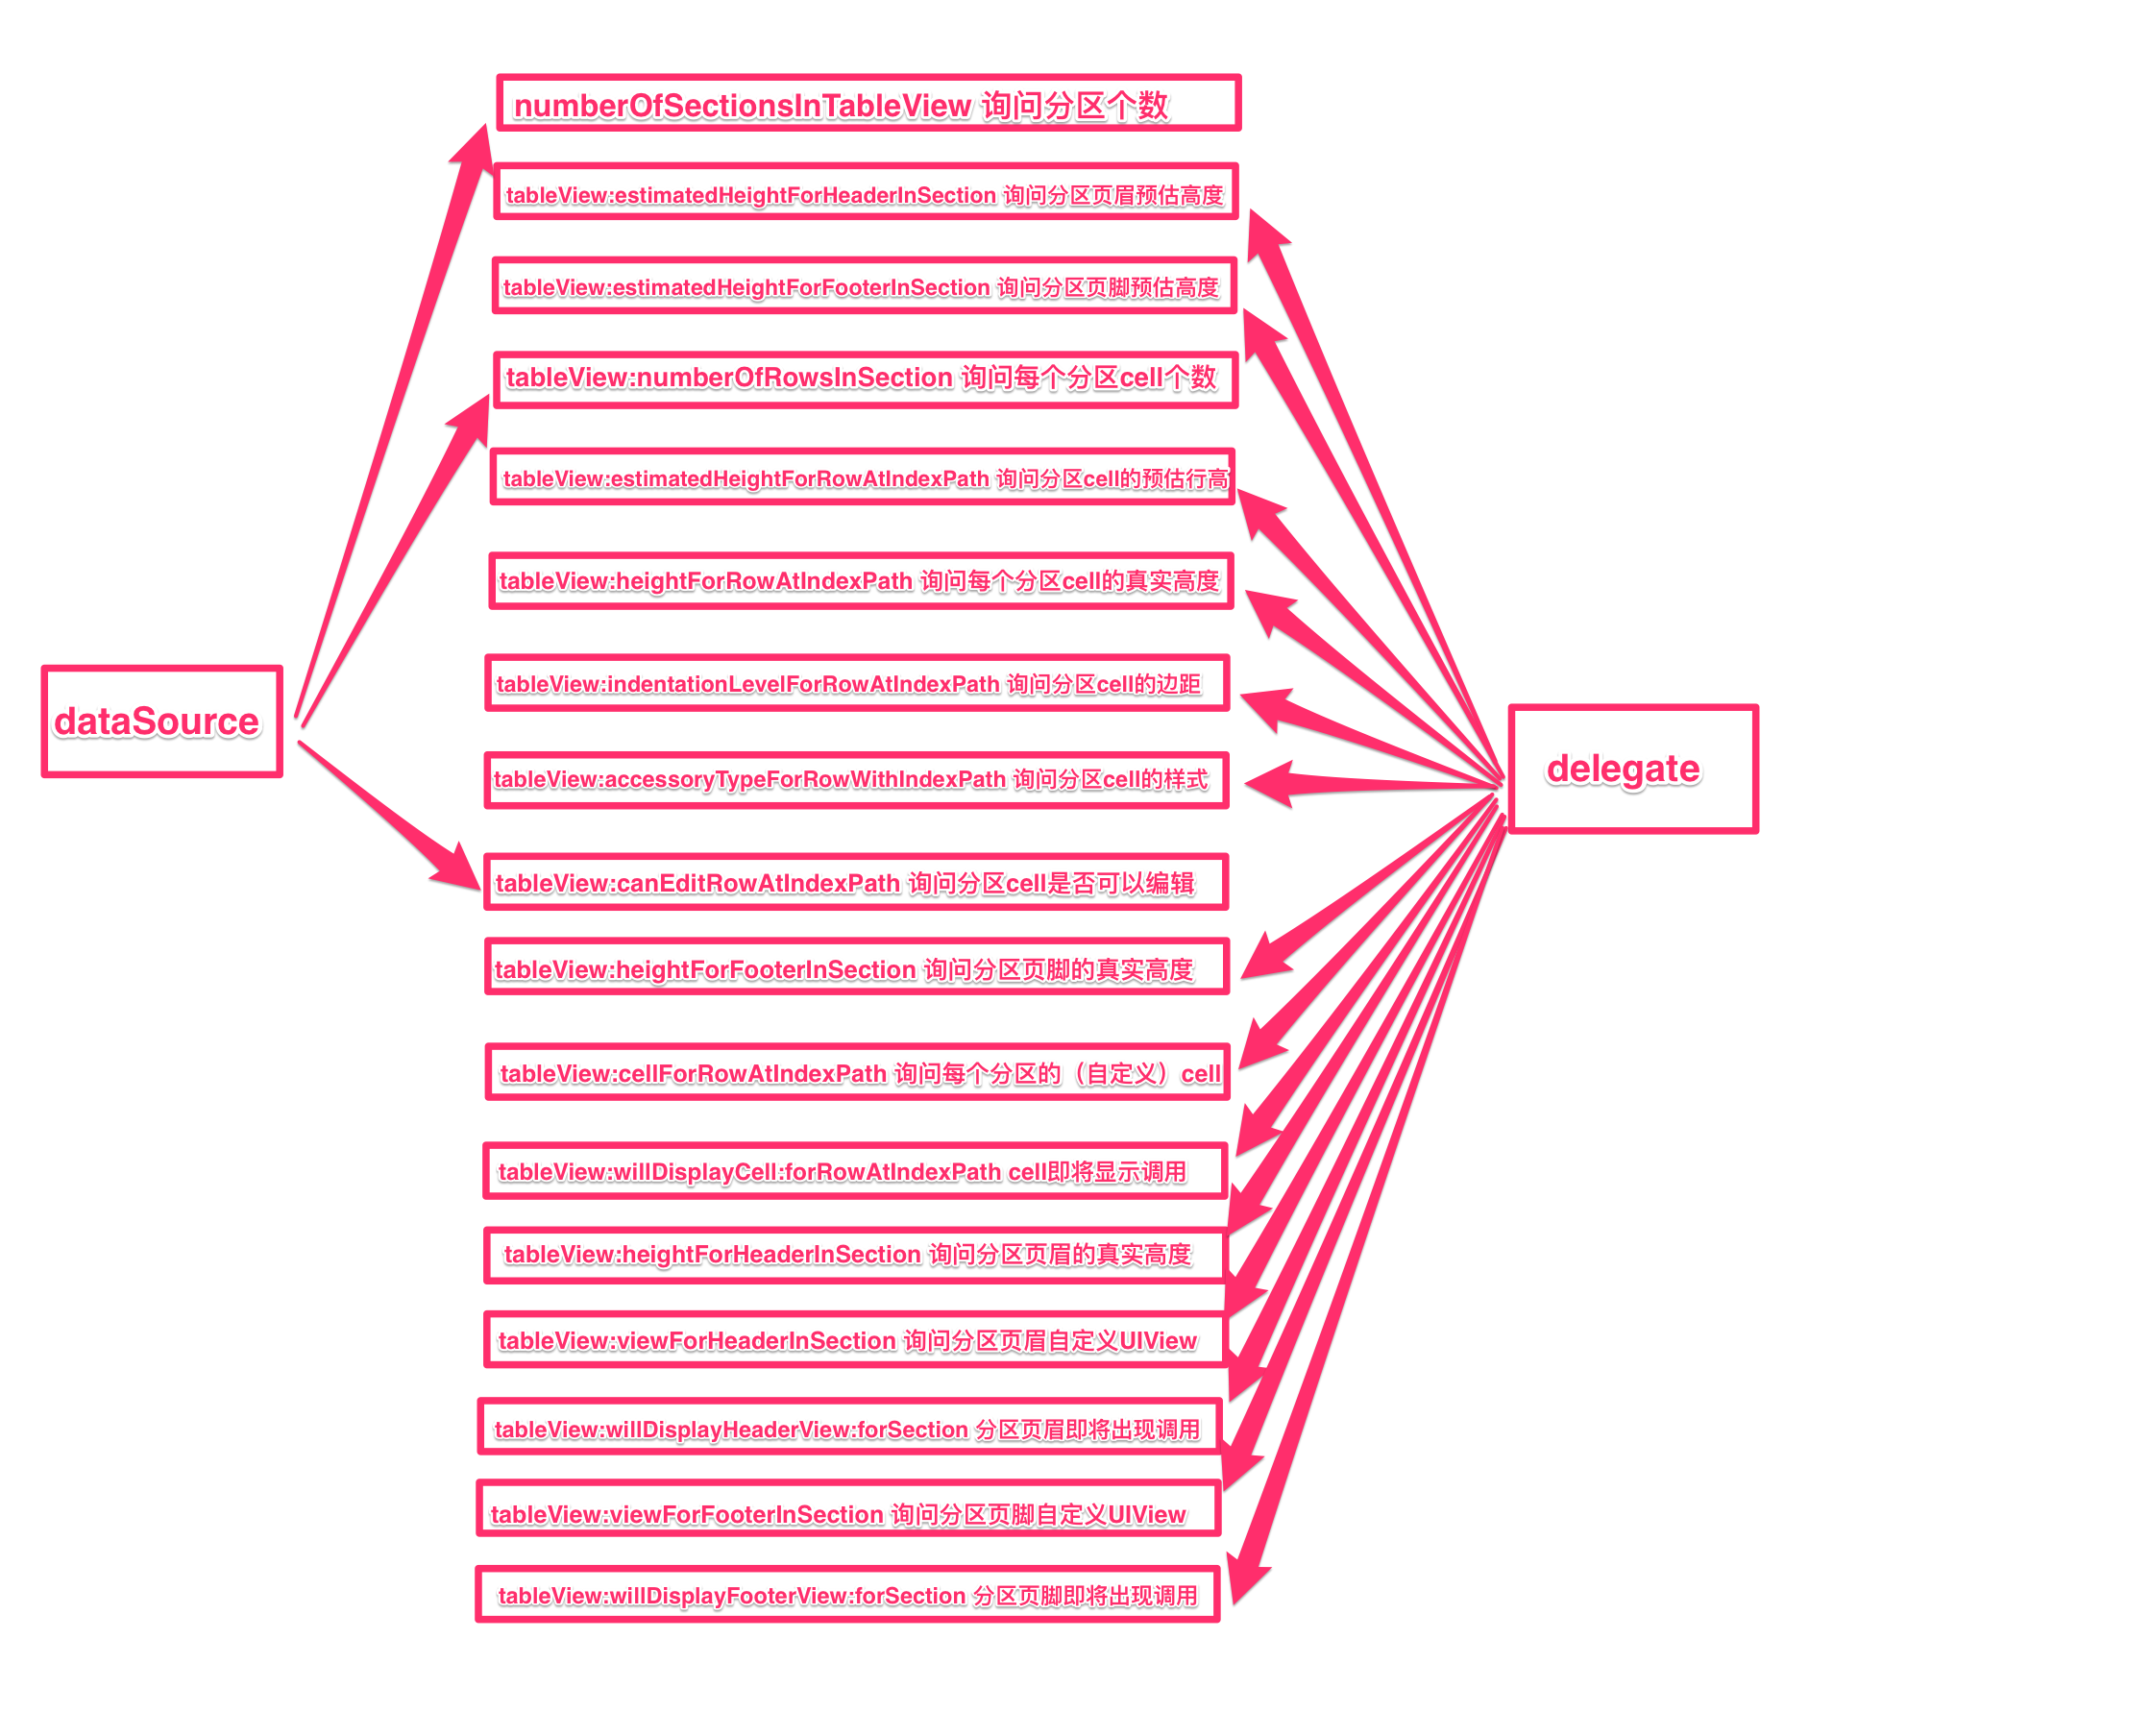 numberOfSectionsInTableView 询问分区个数
tableView:estimatedHeightForHeaderInSection 询问分区页眉预估高度
tableView:estimatedHeightForFooterInSection 询问分区页脚预估高度
tableView:numberOfRowsInSection 询问每个分区cell个数
tableView:estimatedHeightForRowAtIndexPath 询问分区cell的预估行高
tableView:heightForRowAtIndexPath 询问每个分区cell的真实高度
tableView:indentationLevelForRowAtIndexPath 询问分区cell的边距
dataSource
delegate
tableView:accessoryTypeForRowWithIndexPath 询问分区cell的样式
tableView:canEditRowAtIndexPath 询问分区cell是否可以编辑
tableView:heightForFooterInSection 询问分区页脚的真实高度
tableView:cellForRowAtIndexPath 询问每个分区的（自定义）cell
tableView:willDisplayCell:forRowAtIndexPath cell即将显示调用
tableView:heightForHeaderInSection 询问分区页眉的真实高度
tableView:viewForHeaderInSection 询问分区页眉自定义UIView
tableView:willDisplayHeaderView:forSection 分区页眉即将出现调用
tableView:viewForFooterInSection 询问分区页脚自定义UIView
tableView:willDisplayFooterView:forSection 分区页脚即将出现调用